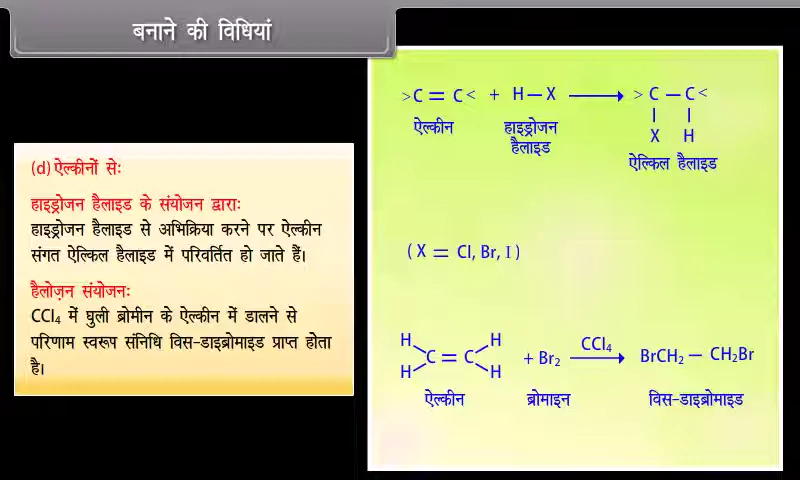 बनाने की विधियां
(d) ऐल्कीनों सेः
हाइड्रोजन हैलाइड के संयोजन द्वाराः
हाइड्रोजन हैलाइड से अभिक्रिया करने पर ऐल्कीन
संगत ऐल्किल हैलाइड में परिवर्तित हो जाते हैं।
हैलोज़न संयोजनः
CCl₄ में घुली ब्रोमीन के ऐल्कीन में डालने से
परिणाम स्वरूप संनिधि विस-डाइब्रोमाइड प्राप्त होता
है।
>C = C< + H — X ⟶ > C — C<
X H
ऐल्कीन हाइड्रोजन
हैलाइड
ऐल्किल हैलाइड
( X = Cl, Br, I )
H H
C = C + Br₂ CCl₄ ⟶ BrCH₂ — CH₂Br
H H
ऐल्कीन ब्रोमाइन विस-डाइब्रोमाइड